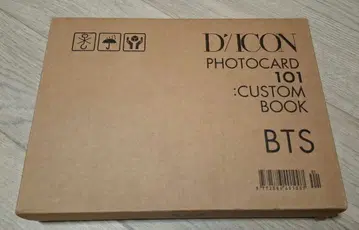 D'/ICON
PHOTOCARD
101
:CUSTOM
BOOK
BTS